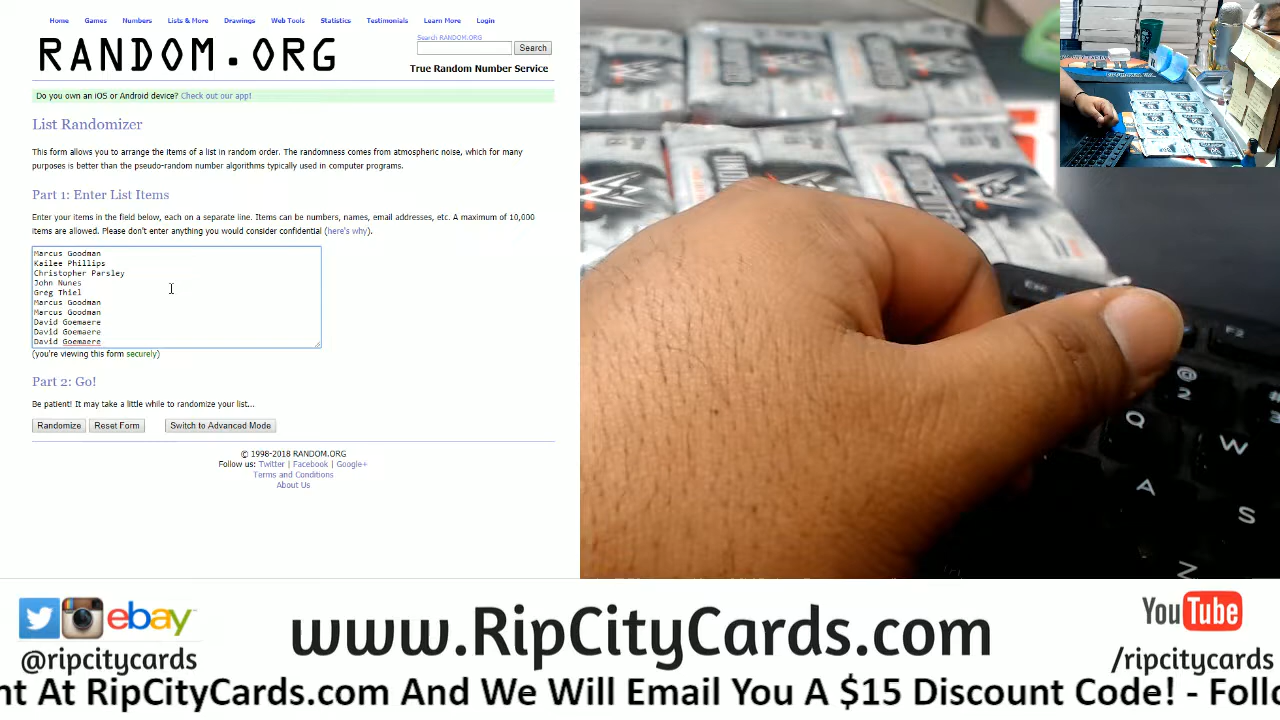 Home Games Numbers Lists & More Drawings Web Tools Statistics Testimonials Learn More Login
RANDOM.ORG
Search RANDOM.ORG
Search
True Random Number Service
Do you own an iOS or Android device? Check out our app!
List Randomizer
This form allows you to arrange the items of a list in random order. The randomness comes from atmospheric noise, which for many
purposes is better than the pseudo-random number algorithms typically used in computer programs.
Part 1: Enter List Items
Enter your items in the field below, each on a separate line. Items can be numbers, names, email addresses, etc. A maximum of 10,000
items are allowed. Please don't enter anything you would consider confidential (here's why).
Marcus Goodman
Kailee Phillips
Christopher Parsley
John Nunes
Greg Thiel
Marcus Goodman
Marcus Goodman
David Goemaere
David Goemaere
David Goemaere
(you're viewing this form securely)
Part 2: Go!
Be patient! It may take a little while to randomize your list...
Randomize Reset Form Switch to Advanced Mode
© 1998-2018 RANDOM.ORG
Follow us: Twitter | Facebook | Google+
Terms and Conditions
About Us
Esc
F2
@
2
#
Q
W
A
S
Z
ebay
@ripcitycards
www.RipCityCards.com
YouTube
/ripcitycards
nt At RipCityCards.com And We Will Email You A $15 Discount Code! - Follo